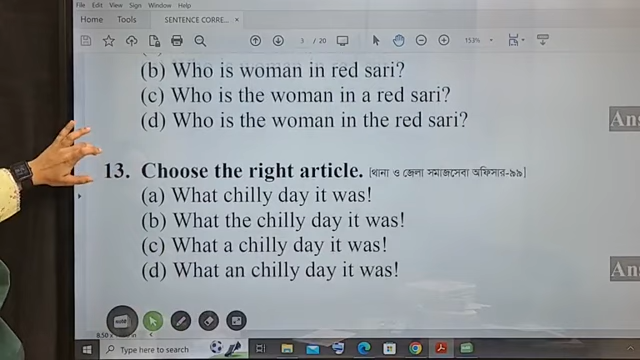 File Edit View Sign Window Help
Home Tools SENTENCE CORRE... ×
3 / 20 153%
(b) Who is woman in red sari?
(c) Who is the woman in a red sari?
(d) Who is the woman in the red sari?
Ans
13. Choose the right article. [থানা ও জেলা সমাজসেবা অফিসার-৯৯]
(a) What chilly day it was!
(b) What the chilly day it was!
(c) What a chilly day it was!
(d) What an chilly day it was!
Ans
Type here to search